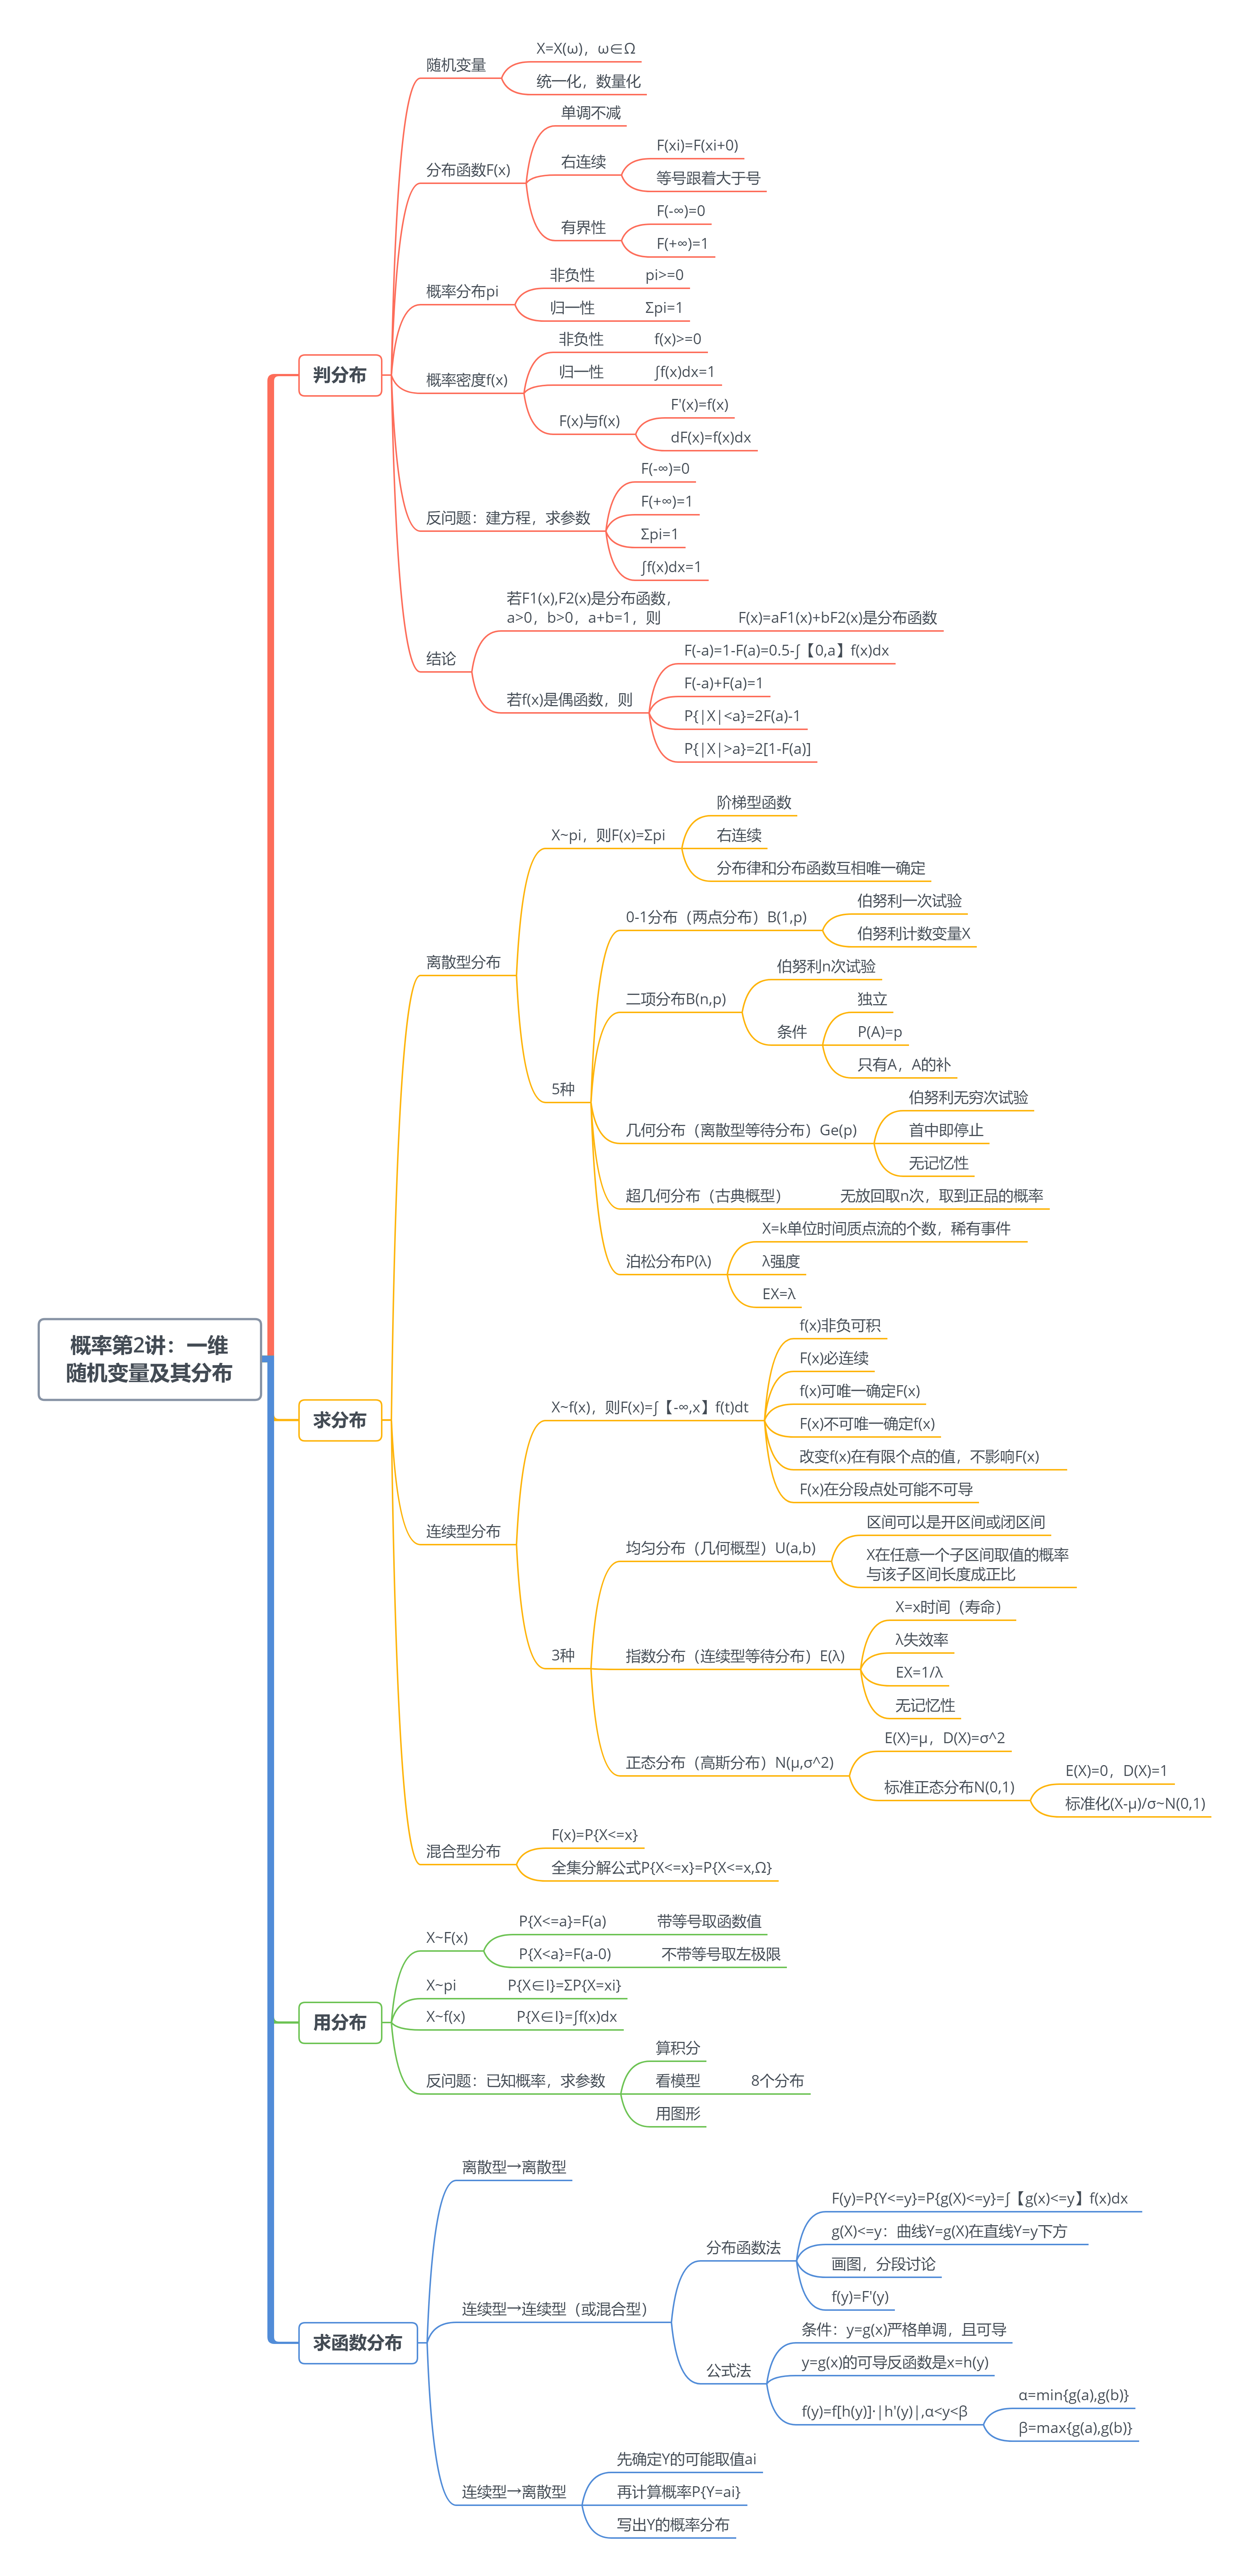 概率第2讲：一维
随机变量及其分布
判分布
随机变量
X=X(ω)，ω∈Ω
统一化，数量化
分布函数F(x)
单调不减
右连续
F(xi)=F(xi+0)
等号跟着大于号
有界性
F(-∞)=0
F(+∞)=1
概率分布pi
非负性
pi>=0
归一性
Σpi=1
概率密度f(x)
非负性
f(x)>=0
归一性
∫f(x)dx=1
F(x)与f(x)
F'(x)=f(x)
dF(x)=f(x)dx
反问题：建方程，求参数
F(-∞)=0
F(+∞)=1
Σpi=1
∫f(x)dx=1
结论
若F1(x),F2(x)是分布函数，
a>0，b>0，a+b=1，则
F(x)=aF1(x)+bF2(x)是分布函数
若f(x)是偶函数，则
F(-a)=1-F(a)=0.5-∫【0,a】f(x)dx
F(-a)+F(a)=1
P{|X|<a}=2F(a)-1
P{|X|>a}=2[1-F(a)]
求分布
离散型分布
X~pi，则F(x)=Σpi
阶梯型函数
右连续
分布律和分布函数互相唯一确定
5种
0-1分布（两点分布）B(1,p)
伯努利一次试验
伯努利计数变量X
二项分布B(n,p)
伯努利n次试验
条件
独立
P(A)=p
只有A，A的补
几何分布（离散型等待分布）Ge(p)
伯努利无穷次试验
首中即停止
无记忆性
超几何分布（古典概型）
无放回取n次，取到正品的概率
泊松分布P(λ)
X=k单位时间质点流的个数，稀有事件
λ强度
EX=λ
连续型分布
X~f(x)，则F(x)=∫【-∞,x】f(t)dt
f(x)非负可积
F(x)必连续
f(x)可唯一确定F(x)
F(x)不可唯一确定f(x)
改变f(x)在有限个点的值，不影响F(x)
F(x)在分段点处可能不可导
3种
均匀分布（几何概型）U(a,b)
区间可以是开区间或闭区间
X在任意一个子区间取值的概率
与该子区间长度成正比
指数分布（连续型等待分布）E(λ)
X=x时间（寿命）
λ失效率
EX=1/λ
无记忆性
正态分布（高斯分布）N(μ,σ^2)
E(X)=μ，D(X)=σ^2
标准正态分布N(0,1)
E(X)=0，D(X)=1
标准化(X-μ)/σ~N(0,1)
混合型分布
F(x)=P{X<=x}
全集分解公式P{X<=x}=P{X<=x,Ω}
用分布
X~F(x)
P{X<=a}=F(a)
带等号取函数值
P{X<a}=F(a-0)
不带等号取左极限
X~pi
P{X∈I}=ΣP{X=xi}
X~f(x)
P{X∈I}=∫f(x)dx
反问题：已知概率，求参数
算积分
看模型
8个分布
用图形
求函数分布
离散型→离散型
连续型→连续型（或混合型）
分布函数法
F(y)=P{Y<=y}=P{g(X)<=y}=∫【g(x)<=y】f(x)dx
g(X)<=y：曲线Y=g(X)在直线Y=y下方
画图，分段讨论
f(y)=F'(y)
公式法
条件：y=g(x)严格单调，且可导
y=g(x)的可导反函数是x=h(y)
f(y)=f[h(y)]·|h'(y)|,α<y<β
α=min{g(a),g(b)}
β=max{g(a),g(b)}
连续型→离散型
先确定Y的可能取值ai
再计算概率P{Y=ai}
写出Y的概率分布